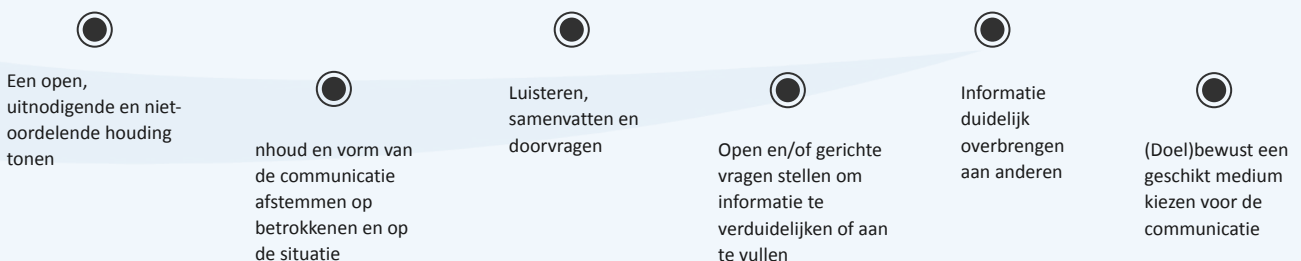 Een open,
uitnodigende en niet-
oordelende houding
tonen
nhoud en vorm van
de communicatie
afstemmen op
betrokkenen en op
de situatie
Luisteren,
samenvatten en
doorvragen
Open en/of gerichte
vragen stellen om
informatie te
verduidelijken of aan
te vullen
Informatie
duidelijk
overbrengen
aan anderen
(Doel)bewust een
geschikt medium
kiezen voor de
communicatie